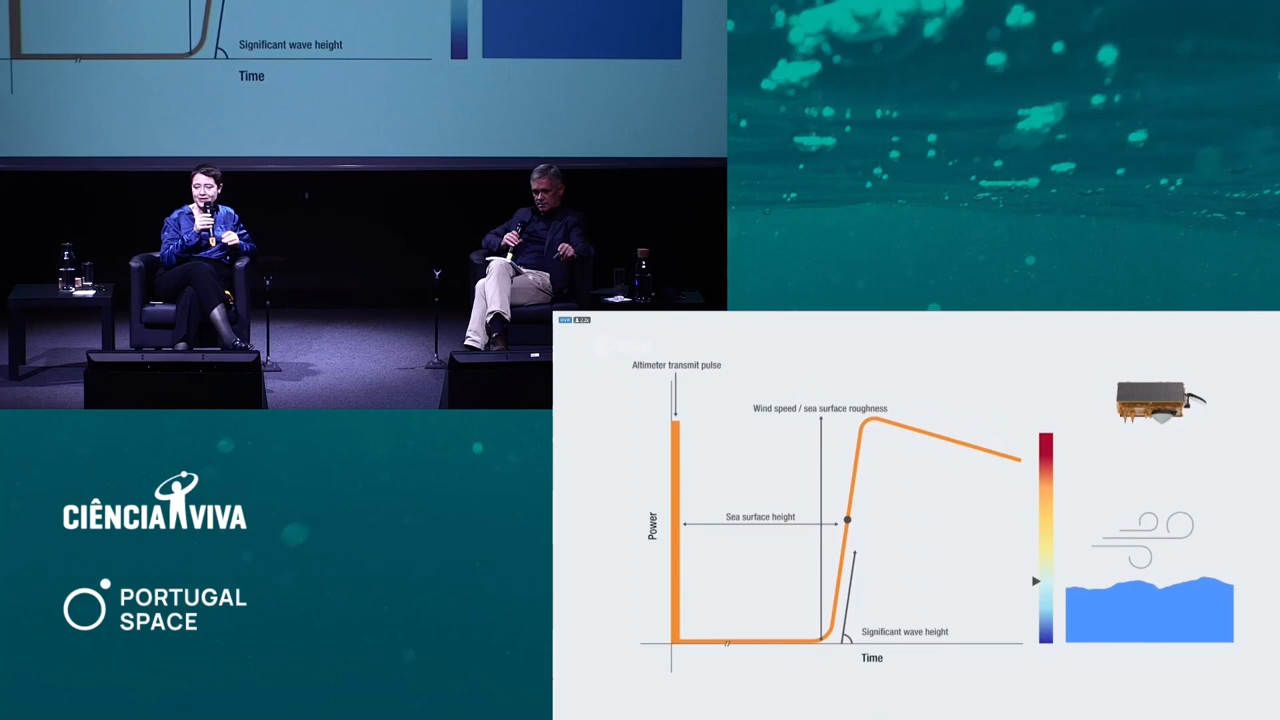 Significant wave height
Time
VIVA
Altimeter transmit pulse
Wind speed / sea surface roughness
Sea surface height
Power
Significant wave height
Time
CIÊNCIA VIVA
PORTUGAL
SPACE